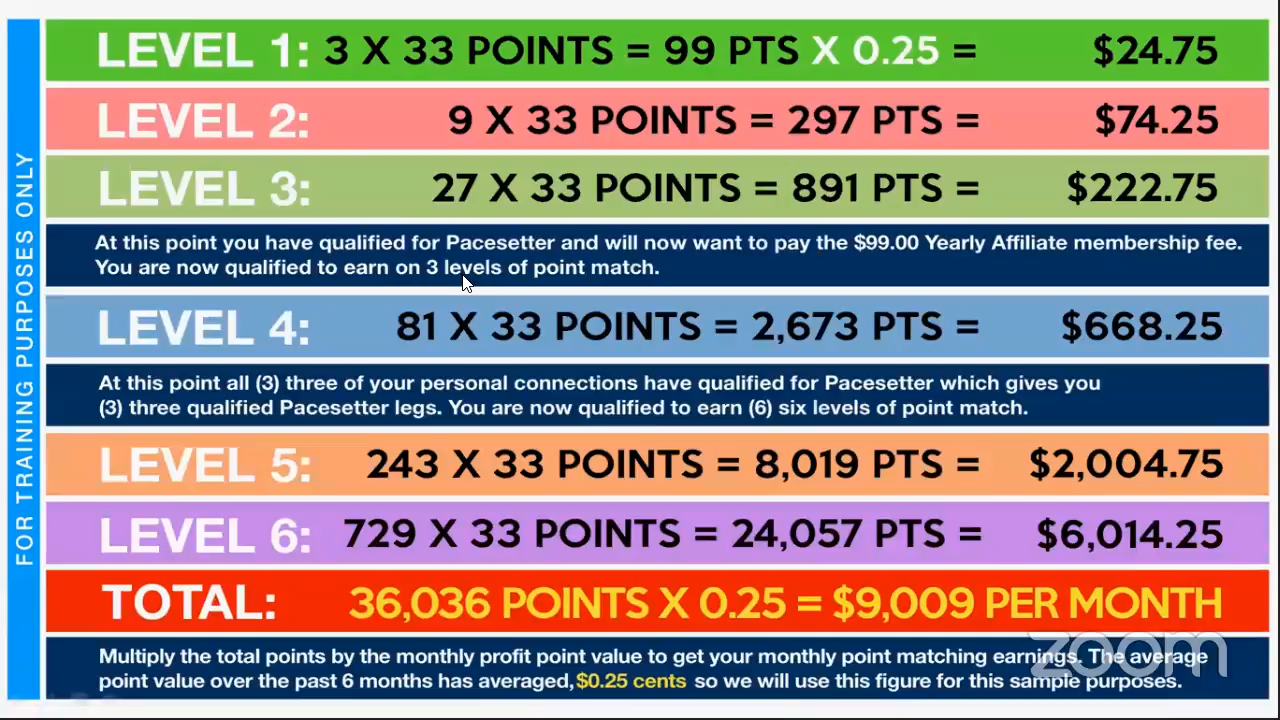 FOR TRAINING PURPOSES ONLY
LEVEL 1: 3 X 33 POINTS = 99 PTS X 0.25 = $24.75
LEVEL 2: 9 X 33 POINTS = 297 PTS = $74.25
LEVEL 3: 27 X 33 POINTS = 891 PTS = $222.75
At this point you have qualified for Pacesetter and will now want to pay the $99.00 Yearly Affiliate membership fee.
You are now qualified to earn on 3 levels of point match.
LEVEL 4: 81 X 33 POINTS = 2,673 PTS = $668.25
At this point all (3) three of your personal connections have qualified for Pacesetter which gives you
(3) three qualified Pacesetter legs. You are now qualified to earn (6) six levels of point match.
LEVEL 5: 243 X 33 POINTS = 8,019 PTS = $2,004.75
LEVEL 6: 729 X 33 POINTS = 24,057 PTS = $6,014.25
TOTAL: 36,036 POINTS X 0.25 = $9,009 PER MONTH
Multiply the total points by the monthly profit point value to get your monthly point matching earnings. The average
point value over the past 6 months has averaged,$0.25 cents so we will use this figure for this sample purposes.
zoom